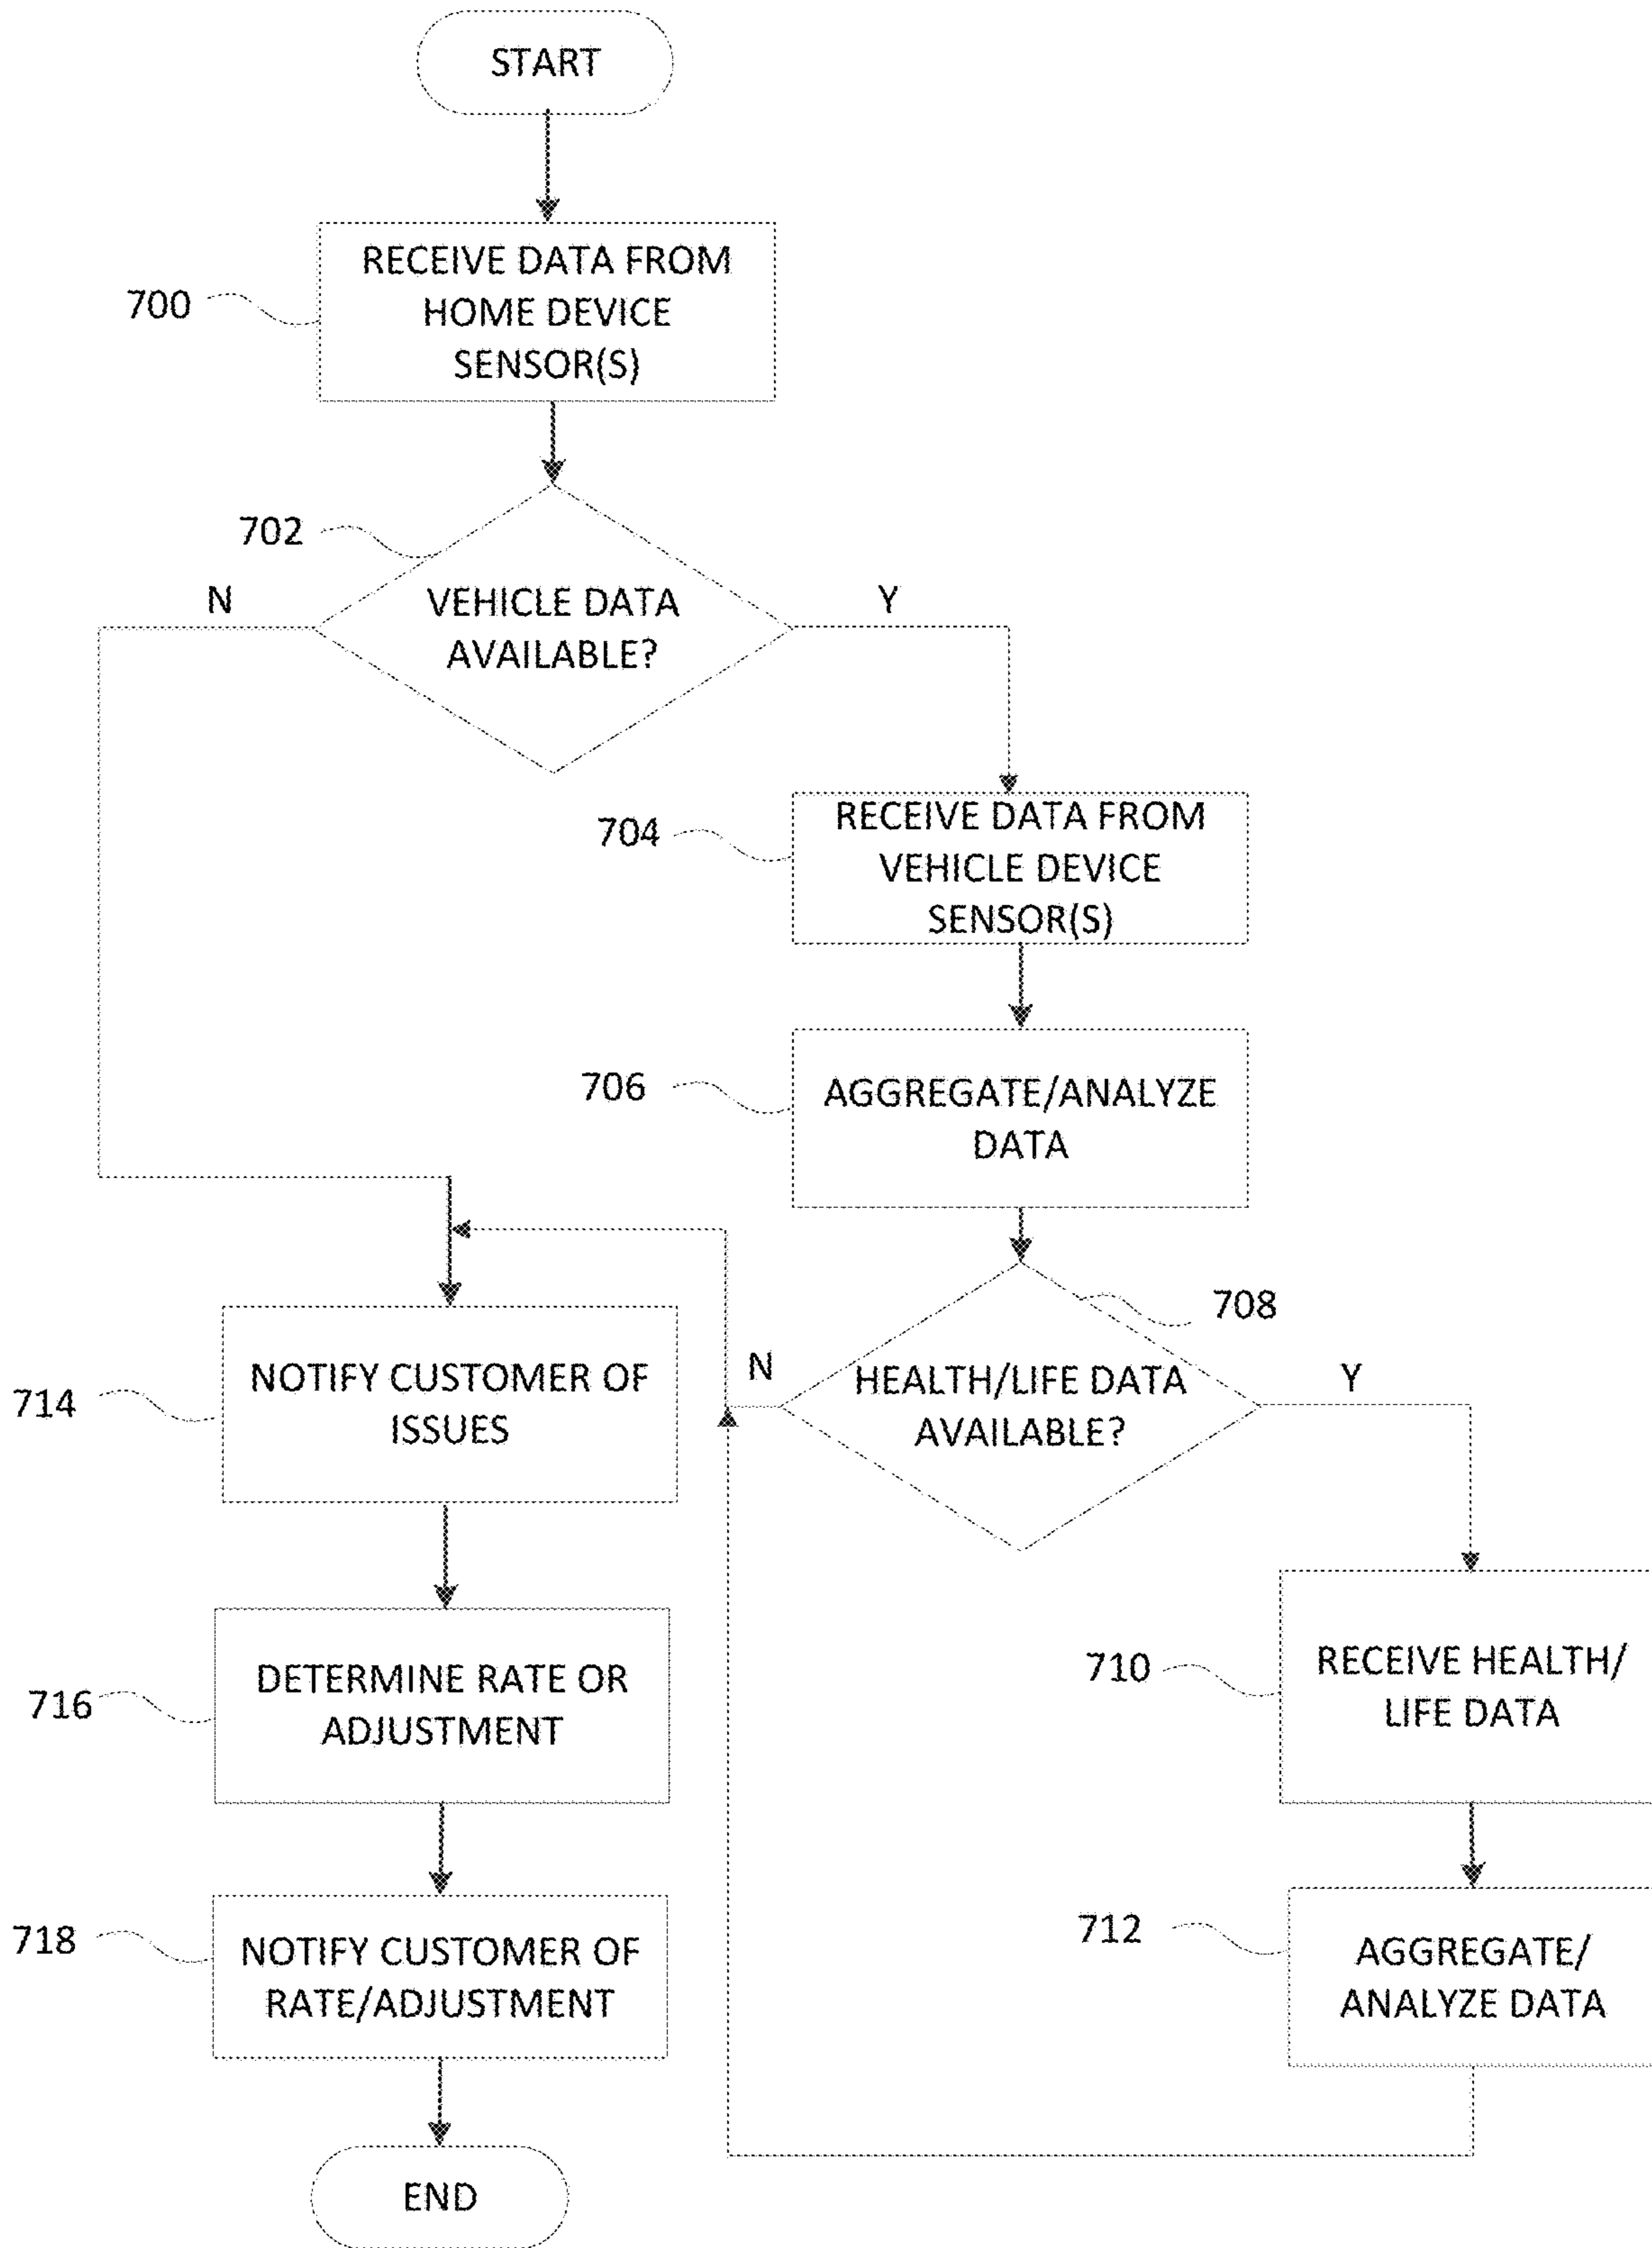 START
RECEIVE DATA FROM
HOME DEVICE
SENSOR(S)
700
702
N
VEHICLE DATA
AVAILABLE?
Y
704
RECEIVE DATA FROM
VEHICLE DEVICE
SENSOR(S)
706
AGGREGATE/ANALYZE
DATA
708
N
HEALTH/LIFE DATA
AVAILABLE?
Y
714
NOTIFY CUSTOMER OF
ISSUES
710
RECEIVE HEALTH/
LIFE DATA
716
DETERMINE RATE OR
ADJUSTMENT
712
AGGREGATE/
ANALYZE DATA
718
NOTIFY CUSTOMER OF
RATE/ADJUSTMENT
END